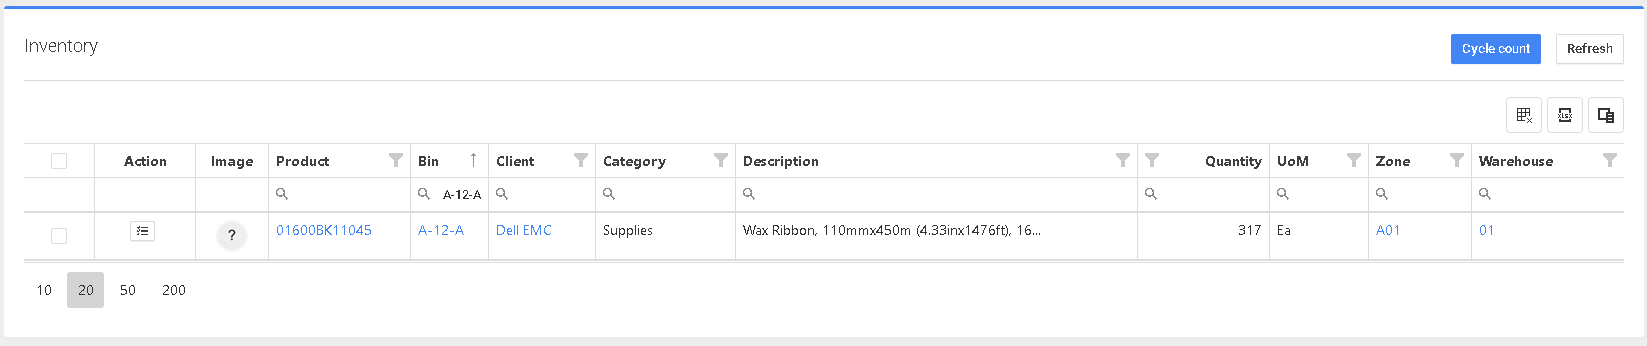 Inventory
Cycle count Refresh
XLSX
Action Image Product Bin Client Category Description Quantity UoM Zone Warehouse
A-12-A
? 01600BK11045 A-12-A Dell EMC Supplies Wax Ribbon, 110mmx450m (4.33inx1476ft), 16... 317 Ea A01 01
10 20 50 200